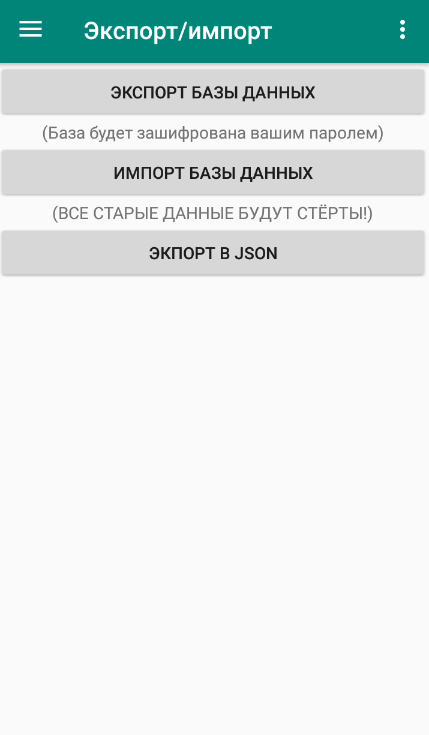 Экспорт/импорт
ЭКСПОРТ БАЗЫ ДАННЫХ
(База будет зашифрована вашим паролем)
ИМПОРТ БАЗЫ ДАННЫХ
(ВСЕ СТАРЫЕ ДАННЫЕ БУДУТ СТЁРТЫ!)
ЭКПОРТ В JSON